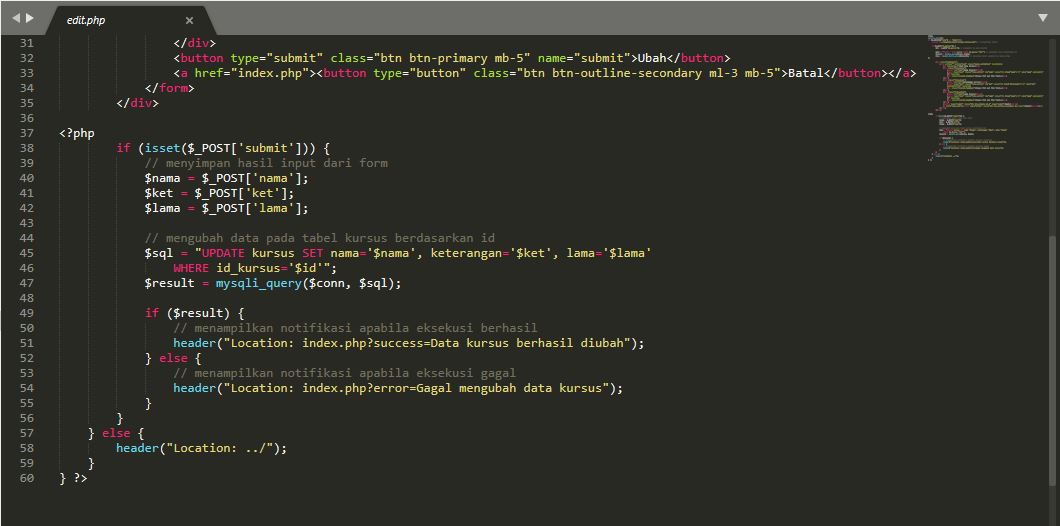 edit.php
31 </div>
32 <button type="submit" class="btn btn-primary mb-5" name="submit">Ubah</button>
33 <a href="index.php"><button type="button" class="btn btn-outline-secondary ml-3 mb-5">Batal</button></a>
34 </form>
35 </div>
36
37 <?php
38 if (isset($_POST['submit'])) {
39 // menyimpan hasil input dari form
40 $nama = $_POST['nama'];
41 $ket = $_POST['ket'];
42 $lama = $_POST['lama'];
43
44 // mengubah data pada tabel kursus berdasarkan id
45 $sql = "UPDATE kursus SET nama='$nama', keterangan='$ket', lama='$lama'
46 WHERE id_kursus='$id'";
47 $result = mysqli_query($conn, $sql);
48
49 if ($result) {
50 // menampilkan notifikasi apabila eksekusi berhasil
51 header("Location: index.php?success=Data kursus berhasil diubah");
52 } else {
53 // menampilkan notifikasi apabila eksekusi gagal
54 header("Location: index.php?error=Gagal mengubah data kursus");
55 }
56 }
57 } else {
58 header("Location: ../");
59 }
60 } ?>